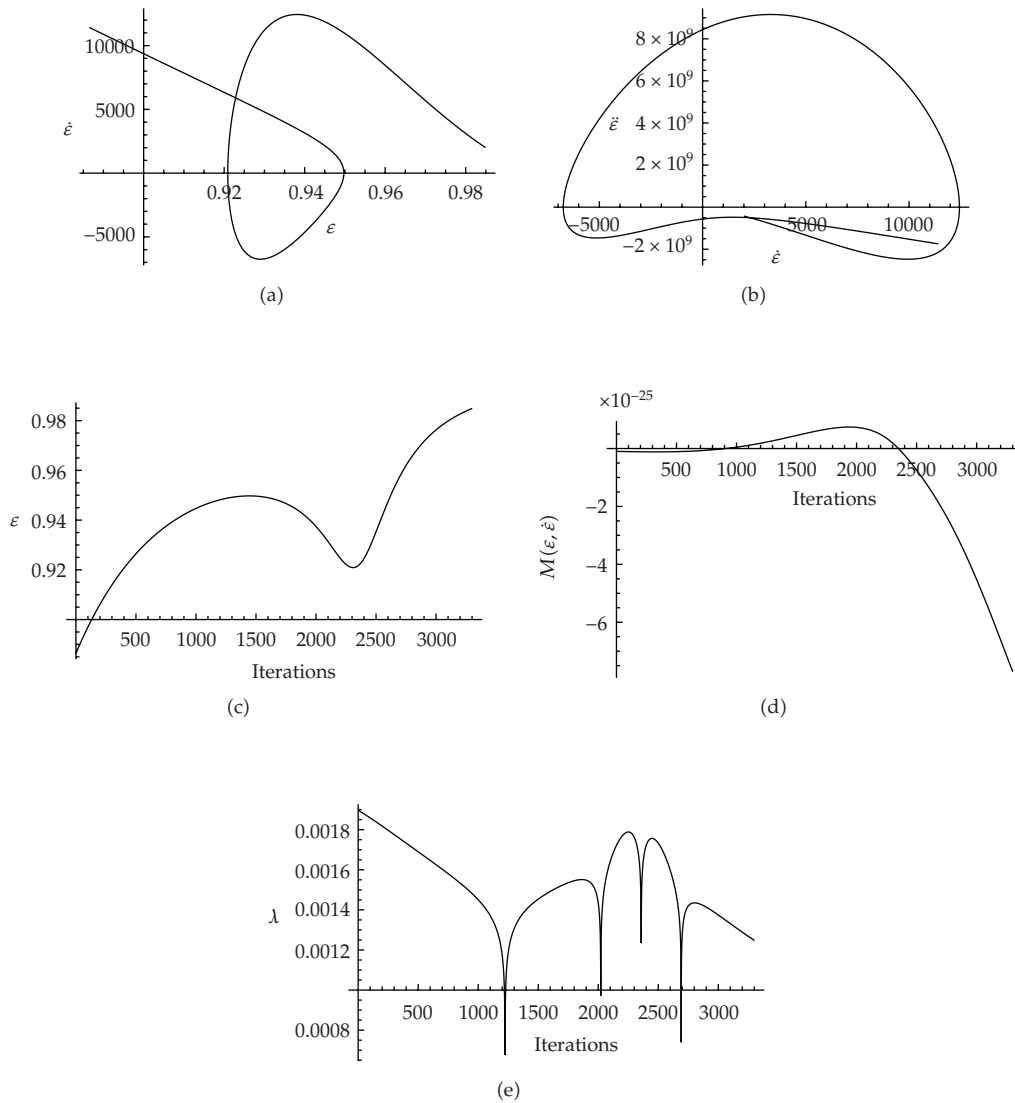 10000
5000
−5000
ε̇
0.92
0.94
0.96
0.98
ε
(a)
8 × 10⁹
6 × 10⁹
4 × 10⁹
2 × 10⁹
−2 × 10⁹
ε̈
−5000
5000
10000
ε̇
(b)
0.98
0.96
0.94
0.92
ε
500 1000 1500 2000 2500 3000
Iterations
(c)
×10⁻²⁵
500 1000 1500 2000 2500 3000
Iterations
−2
−4
−6
M(ε, ε̇)
(d)
0.0018
0.0016
0.0014
0.0012
0.0008
λ
500 1000 1500 2000 2500 3000
Iterations
(e)